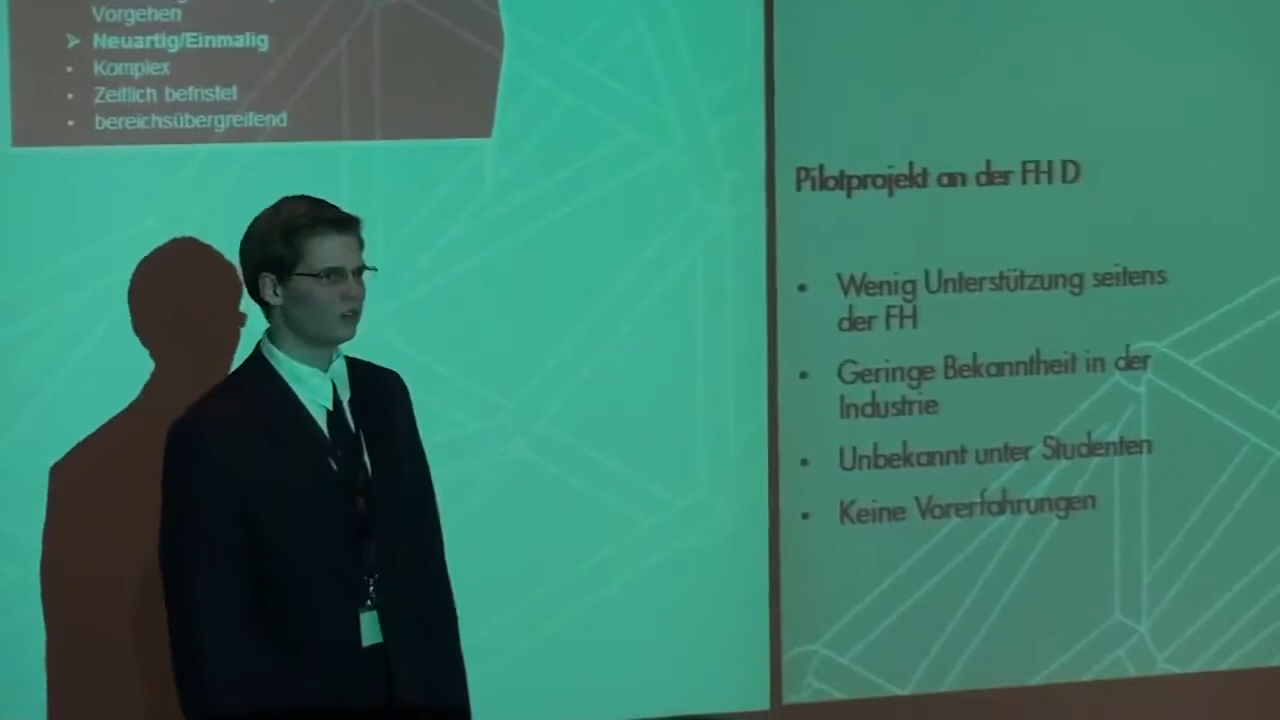 Vorgehen
➤ Neuartig/Einmalig
• Komplex
• Zeitlich befristet
• bereichsübergreifend
Pilotprojekt an der FH D
• Wenig Unterstützung seitens
der FH
• Geringe Bekanntheit in der
Industrie
• Unbekannt unter Studenten
• Keine Vorerfahrungen